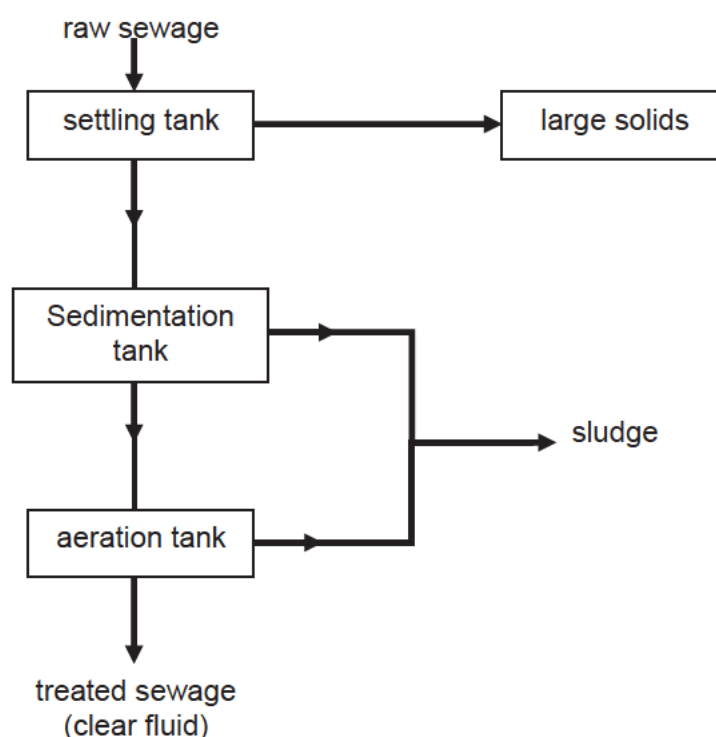 raw sewage
settling tank
large solids
Sedimentation
tank
sludge
aeration tank
treated sewage
(clear fluid)